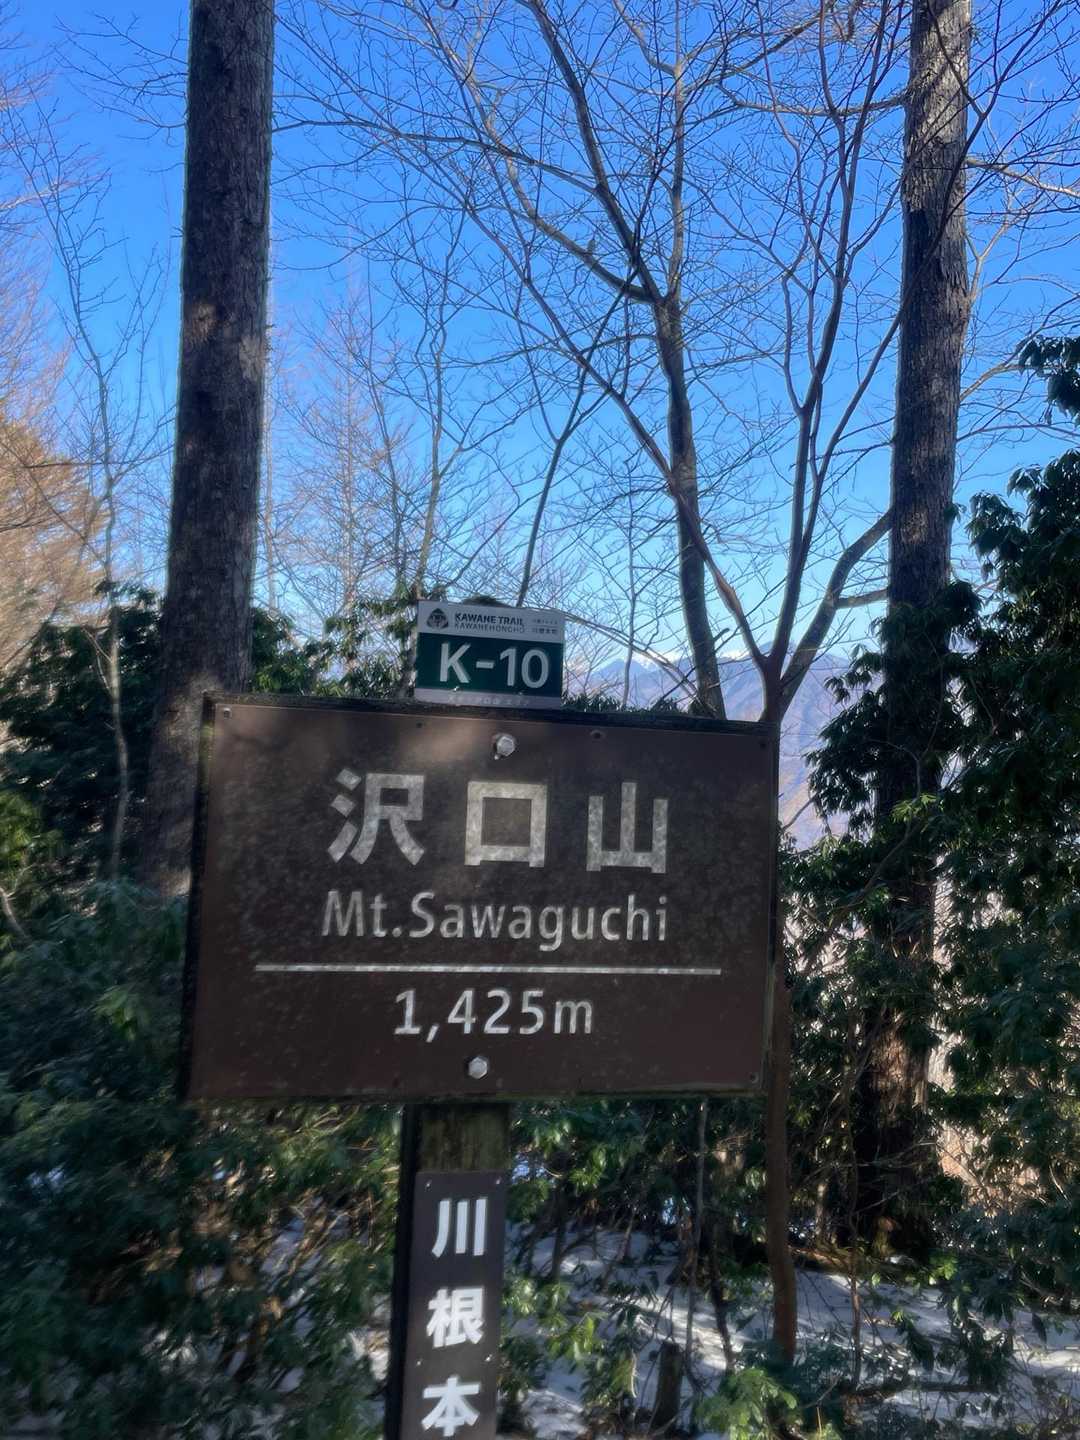 KAWANE TRAIL
KAWANEHONCHO
K-10
沢口山
Mt.Sawaguchi
1,425m
川根本